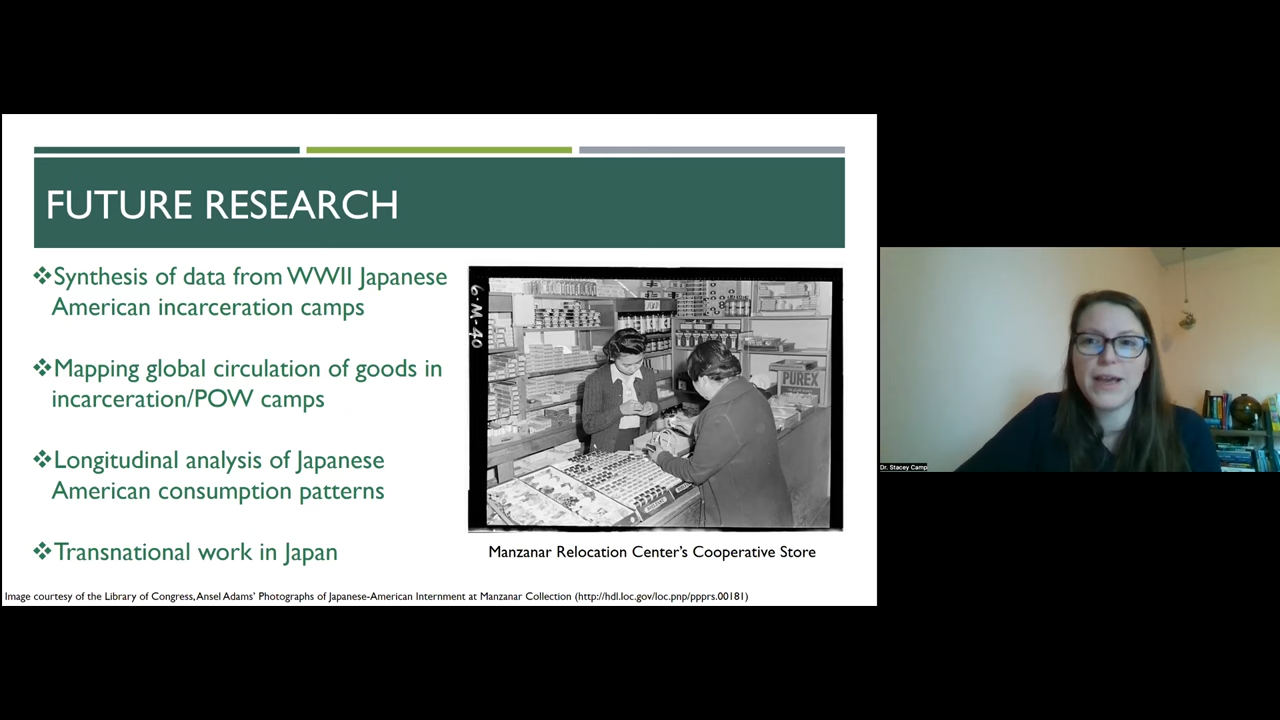 FUTURE RESEARCH
❖Synthesis of data from WWII Japanese
American incarceration camps
❖Mapping global circulation of goods in
incarceration/POW camps
❖Longitudinal analysis of Japanese
American consumption patterns
❖Transnational work in Japan
6-M-40
PUREX
Manzanar Relocation Center's Cooperative Store
Image courtesy of the Library of Congress, Ansel Adams' Photographs of Japanese-American Internment at Manzanar Collection (http://hdl.loc.gov/loc.pnp/ppprs.00181)
Dr. Stacey Camp